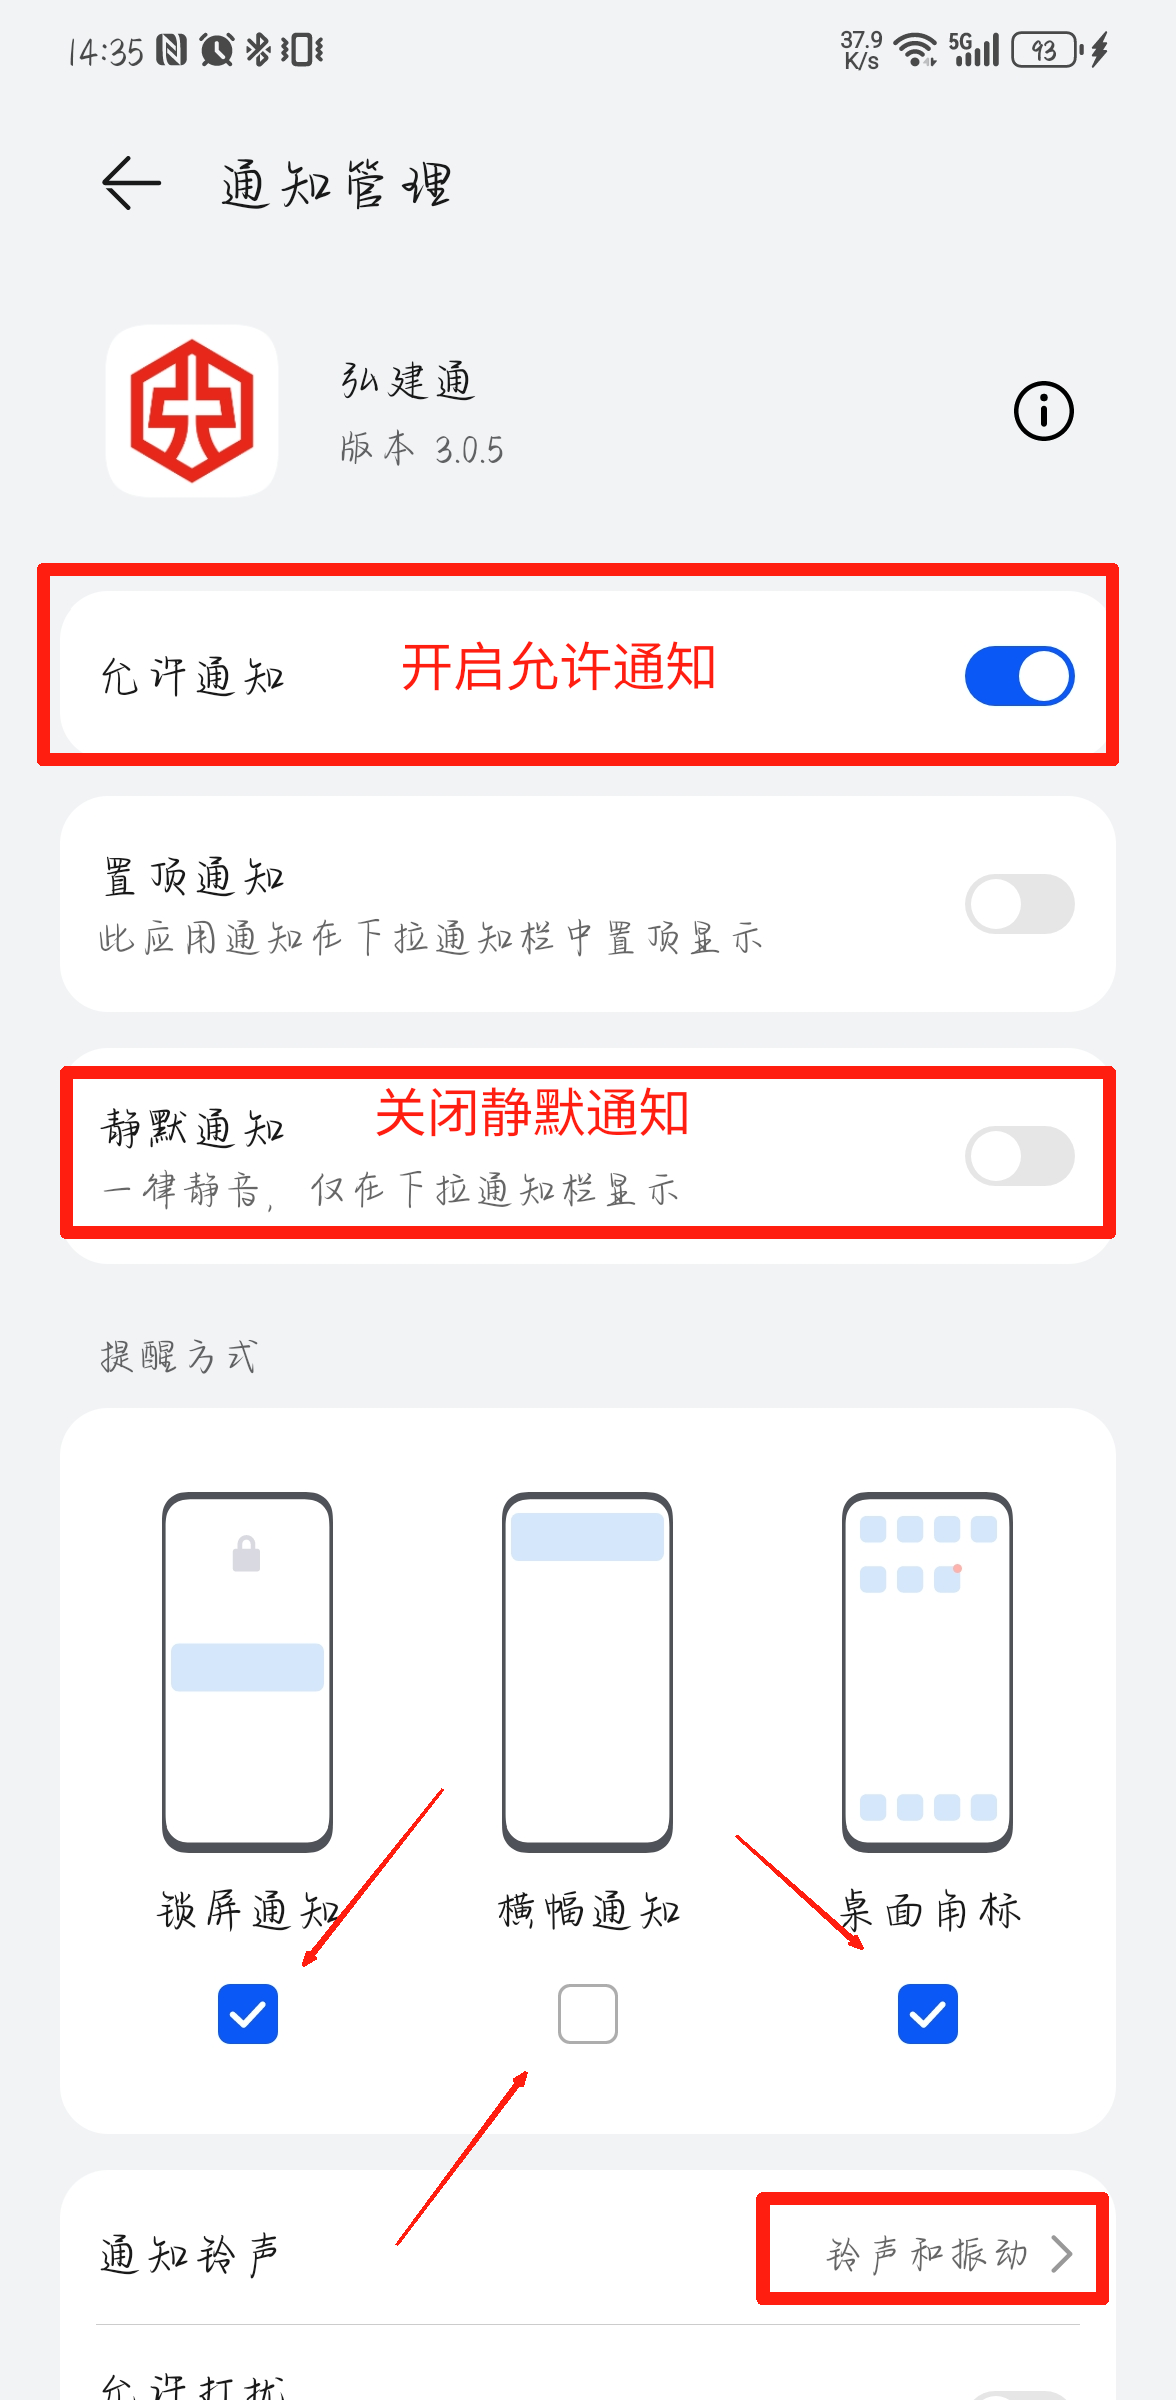 14:35 37.9 K/s 5G 93
通知管理
弘建通
版本 3.0.5
允许通知 开启允许通知
置顶通知
此应用通知在下拉通知栏中置顶显示
静默通知 关闭静默通知
一律静音，仅在下拉通知栏显示
提醒方式
锁屏通知 横幅通知 桌面角标
通知铃声 铃声和振动
允许打扰